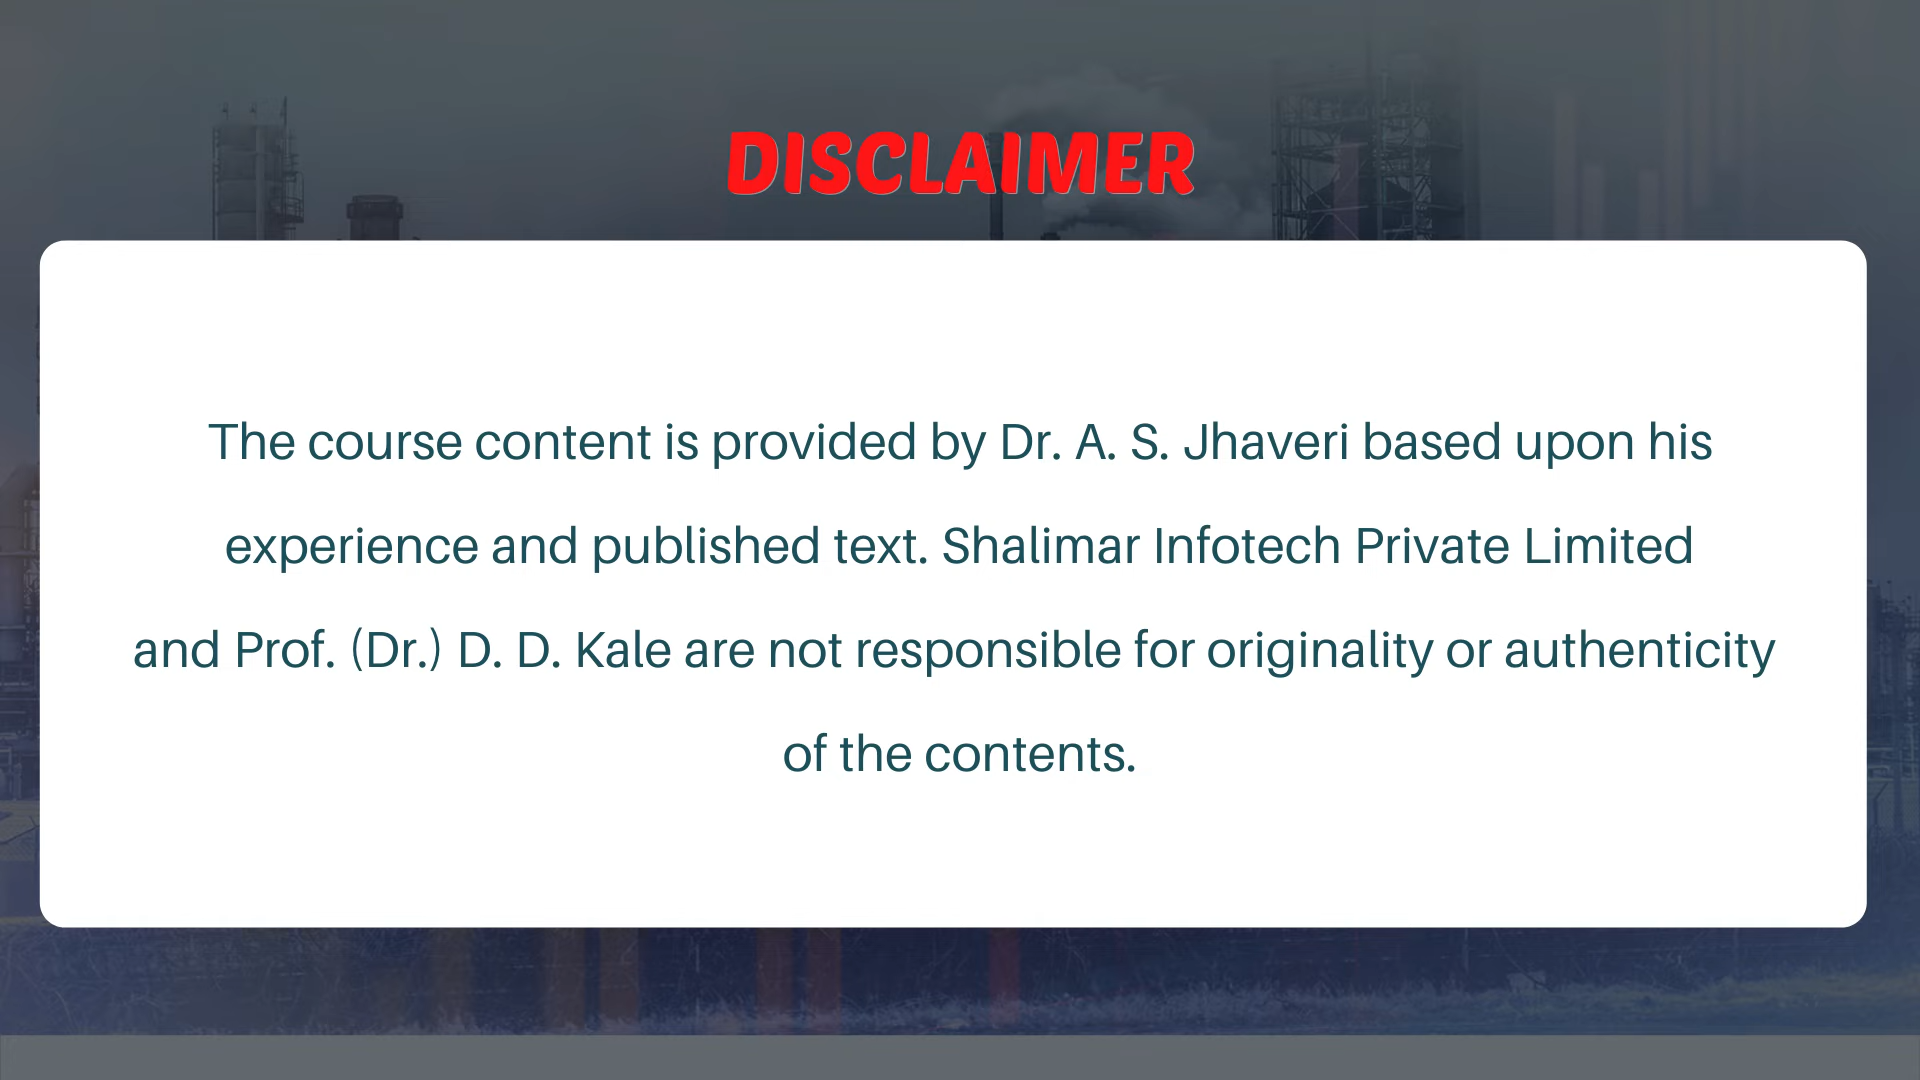 DISCLAIMER
The course content is provided by Dr. A. S. Jhaveri based upon his
experience and published text. Shalimar Infotech Private Limited
and Prof. (Dr.) D. D. Kale are not responsible for originality or authenticity
of the contents.